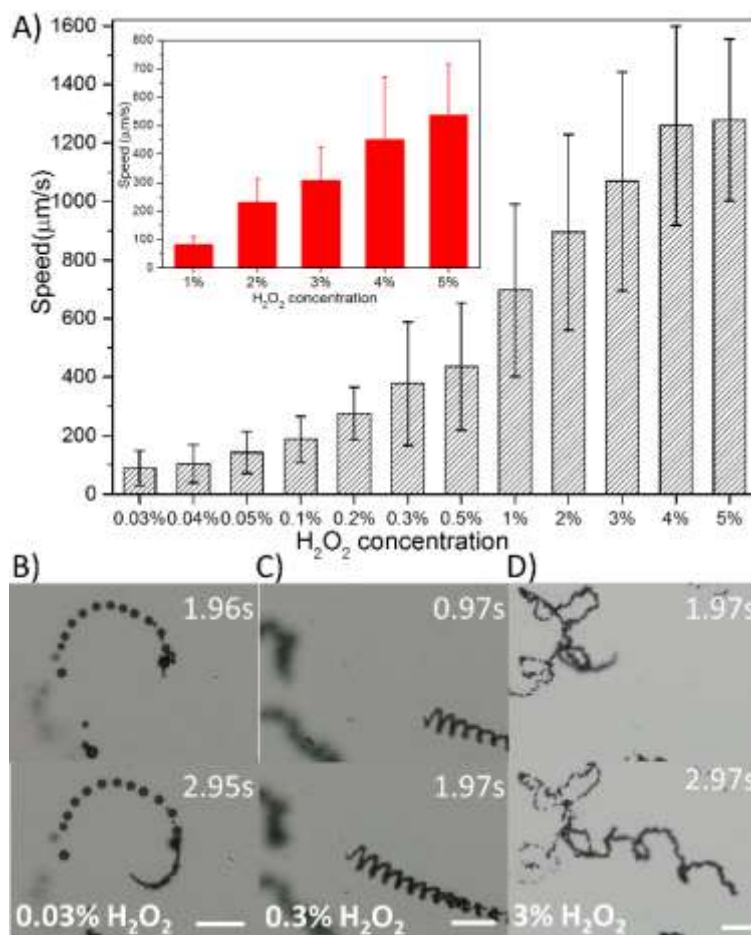 A)
1600
1400
1200
1000
800
600
400
200
0
Speed(μm/s)
800
700
600
500
400
300
200
100
0
Speed (μm/s)
1% 2% 3% 4% 5%
H₂O₂ concentration
0.03% 0.04% 0.05% 0.1% 0.2% 0.3% 0.5% 1% 2% 3% 4% 5%
H₂O₂ concentration
B) C) D)
1.96s 0.97s 1.97s
2.95s 1.97s 2.97s
0.03% H₂O₂ 0.3% H₂O₂ 3% H₂O₂